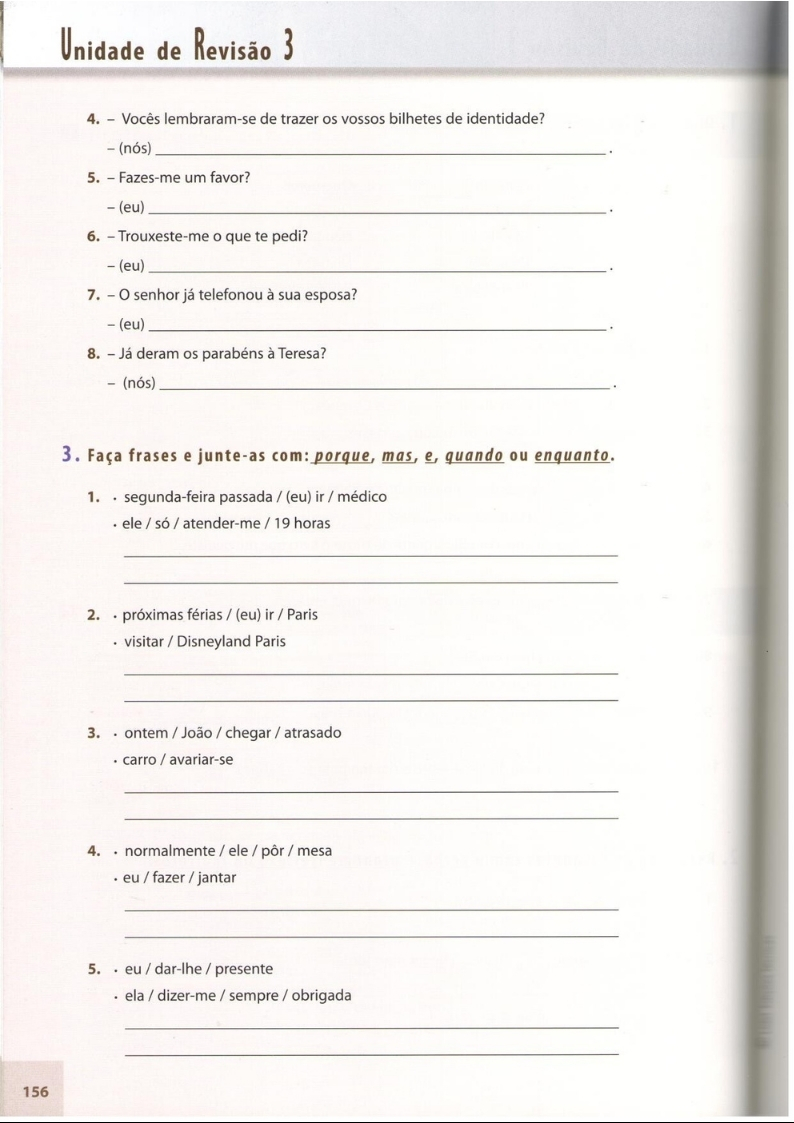 Unidade de Revisão 3
4. – Vocês lembraram-se de trazer os vossos bilhetes de identidade?
– (nós) ______ .
5. – Fazes-me um favor?
– (eu) ______ .
6. – Trouxeste-me o que te pedi?
– (eu) ______ .
7. – O senhor já telefonou à sua esposa?
– (eu) ______ .
8. – Já deram os parabéns à Teresa?
– (nós) ______ .
3. Faça frases e junte-as com: porque, mas, e, quando ou enquanto.
1. · segunda-feira passada / (eu) ir / médico
· ele / só / atender-me / 19 horas
2. · próximas férias / (eu) ir / Paris
· visitar / Disneyland Paris
3. · ontem / João / chegar / atrasado
· carro / avariar-se
4. · normalmente / ele / pôr / mesa
· eu / fazer / jantar
5. · eu / dar-lhe / presente
· ela / dizer-me / sempre / obrigada
156